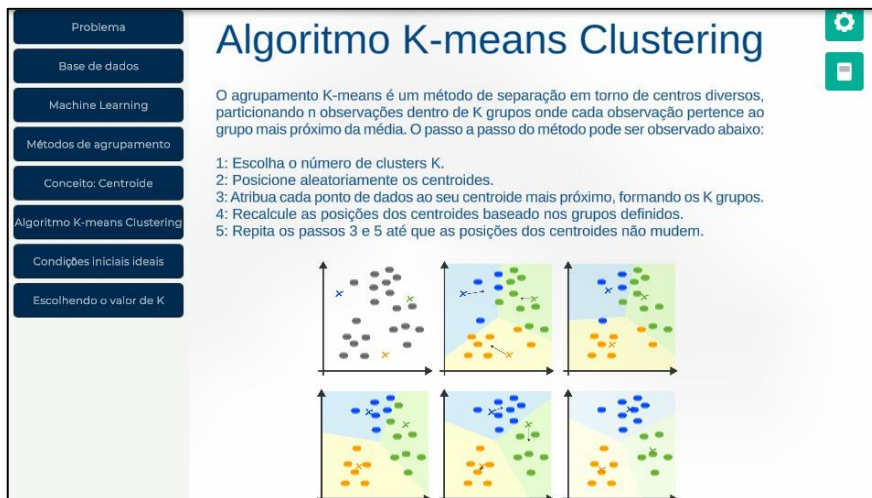 Problema
Base de dados
Machine Learning
Métodos de agrupamento
Conceito: Centroide
Algoritmo K-means Clustering
Condições iniciais ideais
Escolhendo o valor de K
Algoritmo K-means Clustering
O agrupamento K-means é um método de separação em torno de centros diversos,
particionando n observações dentro de K grupos onde cada observação pertence ao
grupo mais próximo da média. O passo a passo do método pode ser observado abaixo:
1: Escolha o número de clusters K.
2: Posicione aleatoriamente os centroides.
3: Atribua cada ponto de dados ao seu centroide mais próximo, formando os K grupos.
4: Recalcule as posições dos centroides baseado nos grupos definidos.
5: Repita os passos 3 e 5 até que as posições dos centroides não mudem.